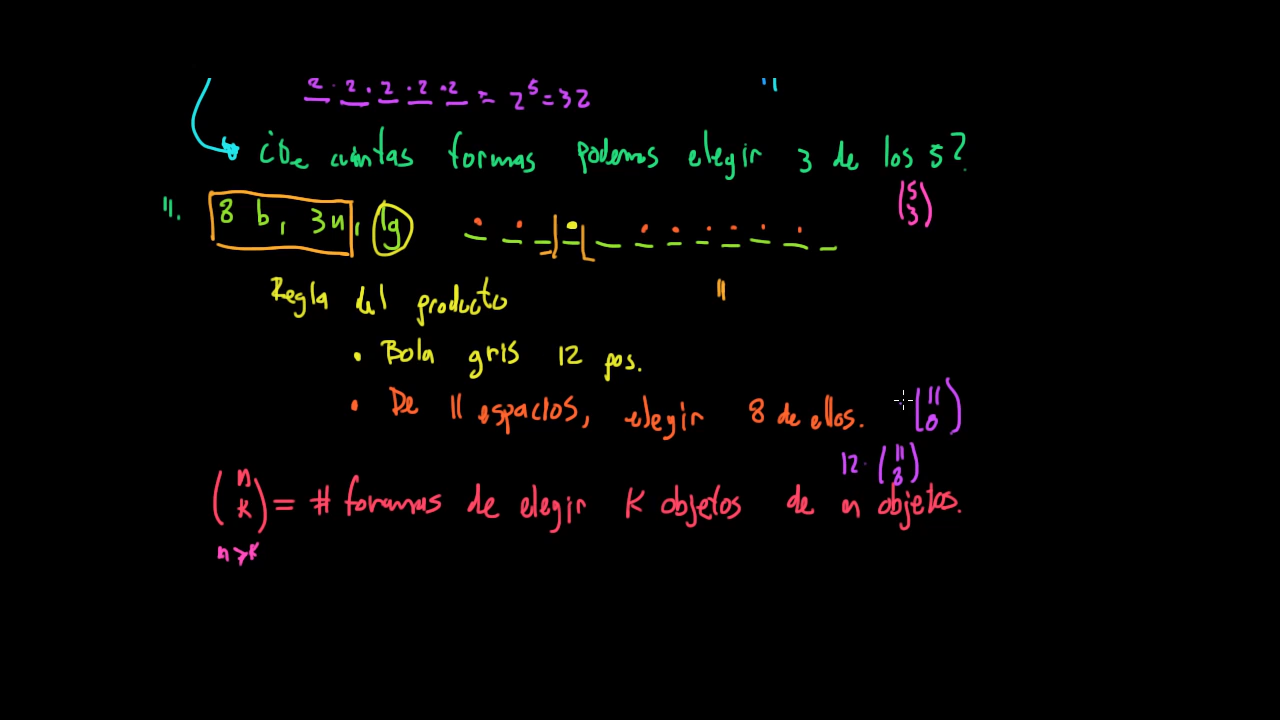 2 · 2 · 2 · 2 · 2 = 2⁵ = 32
¿De cuántas formas podemos elegir 3 de los 5?
(5 3)
11. 8 b, 3n, 1g
11
Regla del producto
• Bola gris 12 pos.
• De 11 espacios, elegir 8 de ellos. (11 8)
12 · (11 8)
(n k) = # formas de elegir K objetos de n objetos.
n ≥ k